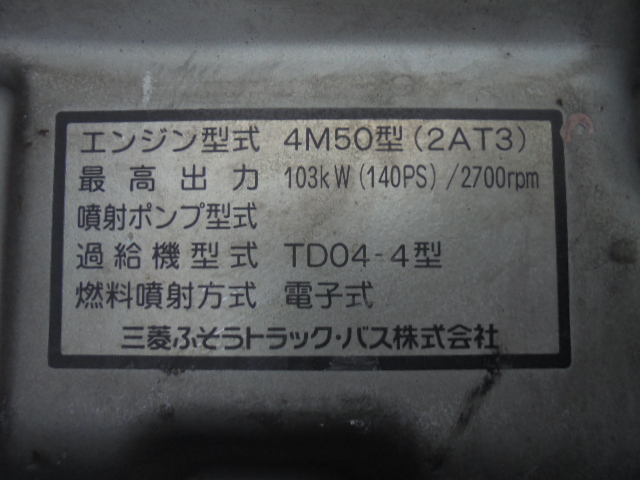 エンジン型式 4M50型(2AT3)
最高出力 103kW(140PS)/2700rpm
噴射ポンプ型式
過給機型式 TD04-4型
燃料噴射方式 電子式
三菱ふそうトラック・バス株式会社